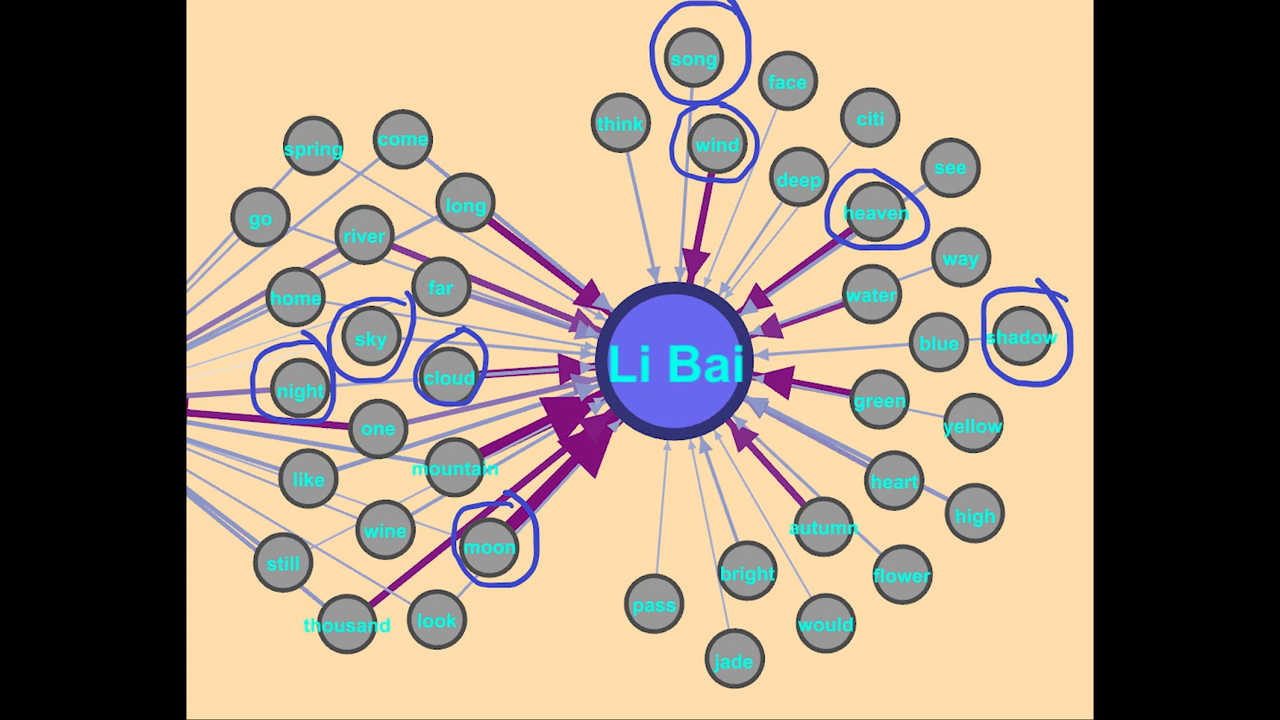 song
face
citi
think
come
wind
spring
see
deep
long
heaven
go
river
way
far
water
home
shadow
sky
blue
Li Bai
cloud
night
green
yellow
one
mountain
like
heart
high
wine
autumn
moon
still
bright
flower
pass
look
would
thousand
jade